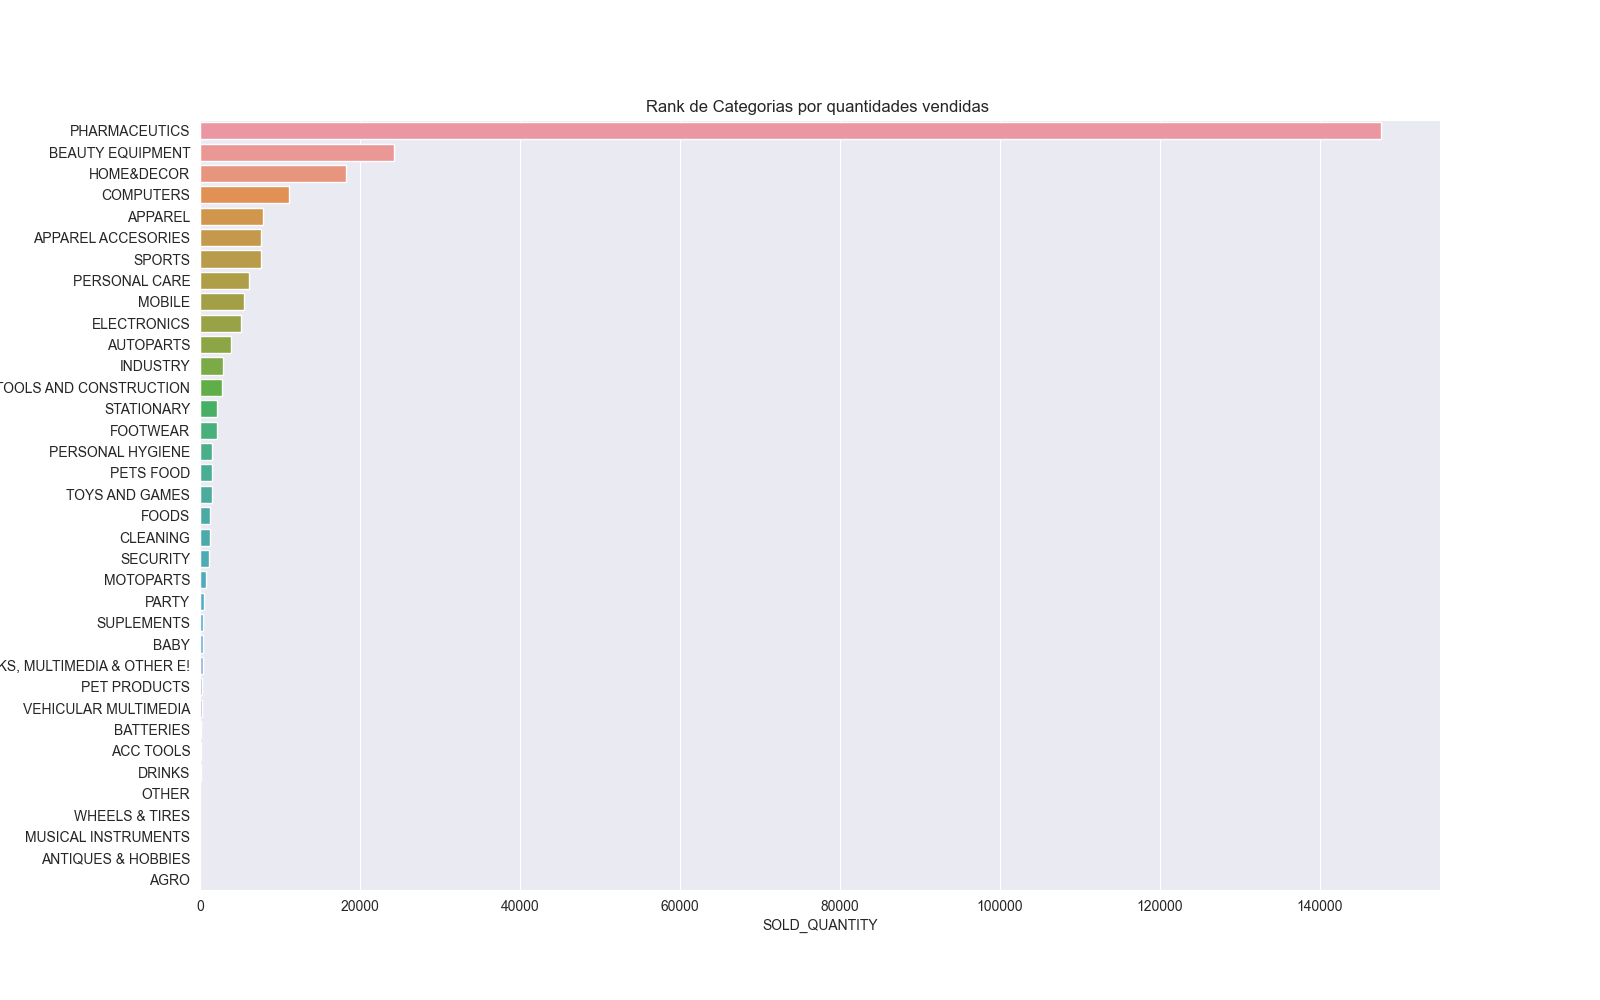 Rank de Categorias por quantidades vendidas
PHARMACEUTICS
BEAUTY EQUIPMENT
HOME&DECOR
COMPUTERS
APPAREL
APPAREL ACCESORIES
SPORTS
PERSONAL CARE
MOBILE
ELECTRONICS
AUTOPARTS
INDUSTRY
TOOLS AND CONSTRUCTION
STATIONARY
FOOTWEAR
PERSONAL HYGIENE
PETS FOOD
TOYS AND GAMES
FOODS
CLEANING
SECURITY
MOTOPARTS
PARTY
SUPLEMENTS
BABY
KS, MULTIMEDIA & OTHER E!
PET PRODUCTS
VEHICULAR MULTIMEDIA
BATTERIES
ACC TOOLS
DRINKS
OTHER
WHEELS & TIRES
MUSICAL INSTRUMENTS
ANTIQUES & HOBBIES
AGRO
0 20000 40000 60000 80000 100000 120000 140000
SOLD_QUANTITY